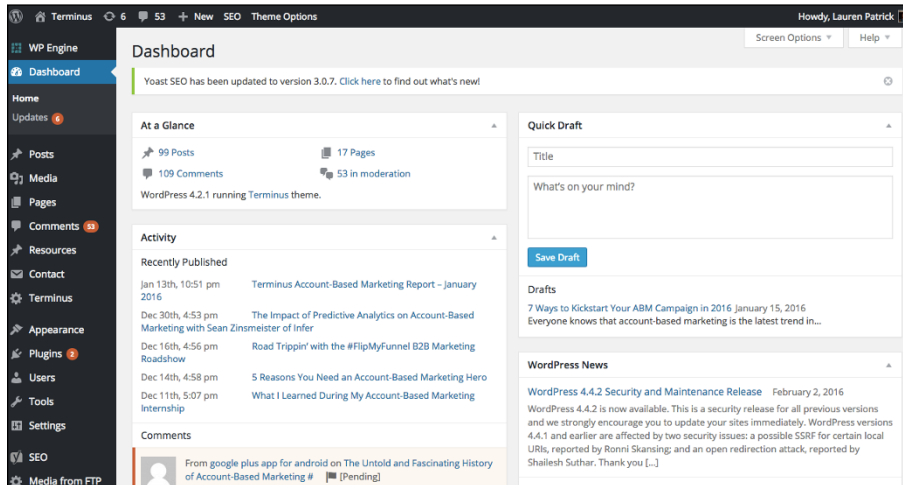 Terminus 6 53 + New SEO Theme Options Howdy, Lauren Patrick
Screen Options Help
WP Engine
Dashboard
Home
Updates 6
Posts
Media
Pages
Comments 53
Resources
Contact
Terminus
Appearance
Plugins 2
Users
Tools
Settings
SEO
Media from FTP
Dashboard
Yoast SEO has been updated to version 3.0.7. Click here to find out what's new!
At a Glance
99 Posts 17 Pages
109 Comments 53 in moderation
WordPress 4.2.1 running Terminus theme.
Activity
Recently Published
Jan 13th, 10:51 pm Terminus Account-Based Marketing Report – January
2016
Dec 30th, 4:53 pm The Impact of Predictive Analytics on Account-Based
Marketing with Sean Zinsmeister of Infer
Dec 16th, 4:56 pm Road Trippin' with the #FlipMyFunnel B2B Marketing
Roadshow
Dec 14th, 4:58 pm 5 Reasons You Need an Account-Based Marketing Hero
Dec 11th, 5:07 pm What I Learned During My Account-Based Marketing
Internship
Comments
From google plus app for android on The Untold and Fascinating History
of Account-Based Marketing # [Pending]
Quick Draft
Title
What's on your mind?
Save Draft
Drafts
7 Ways to Kickstart Your ABM Campaign in 2016 January 15, 2016
Everyone knows that account-based marketing is the latest trend in...
WordPress News
WordPress 4.4.2 Security and Maintenance Release February 2, 2016
WordPress 4.4.2 is now available. This is a security release for all previous versions
and we strongly encourage you to update your sites immediately. WordPress versions
4.4.1 and earlier are affected by two security issues: a possible SSRF for certain local
URIs, reported by Ronni Skansing; and an open redirection attack, reported by
Shailesh Suthar. Thank you [...]